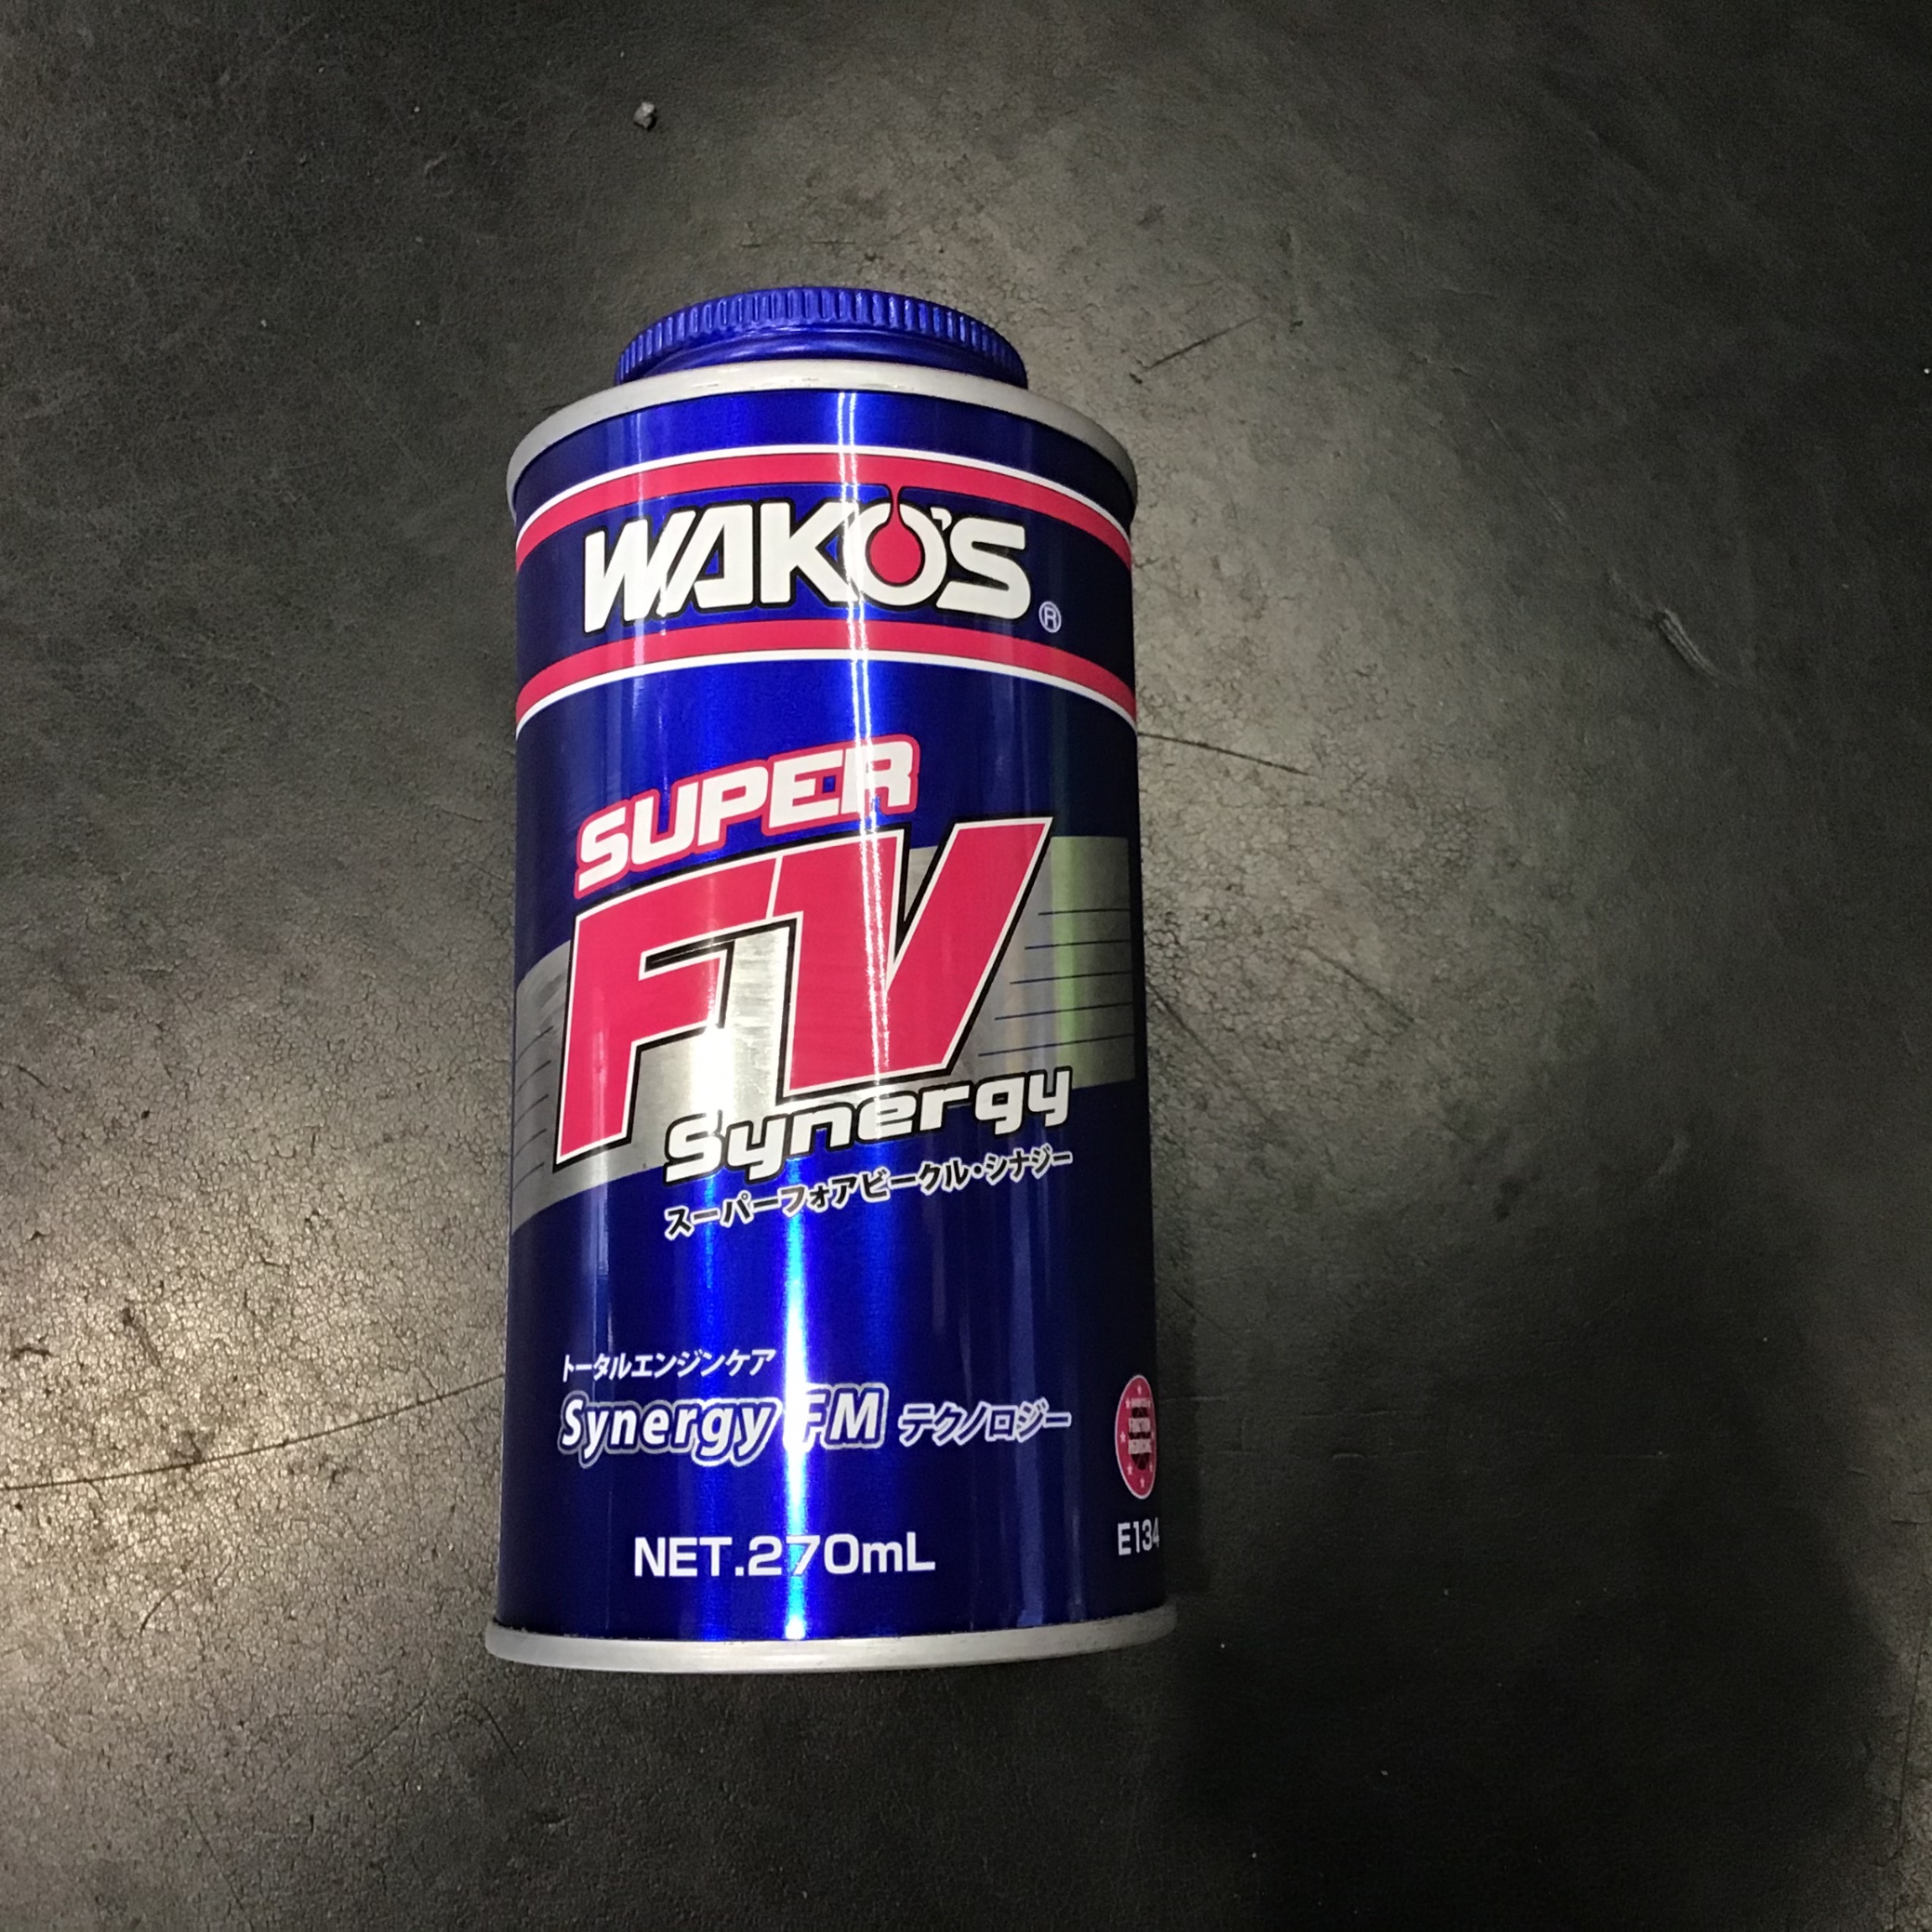 WAKO'S®
SUPER
FV
Synergy
スーパーフォアビークル・シナジー
トータルエンジンケア
Synergy FM テクノロジー
NET.270mL
E134